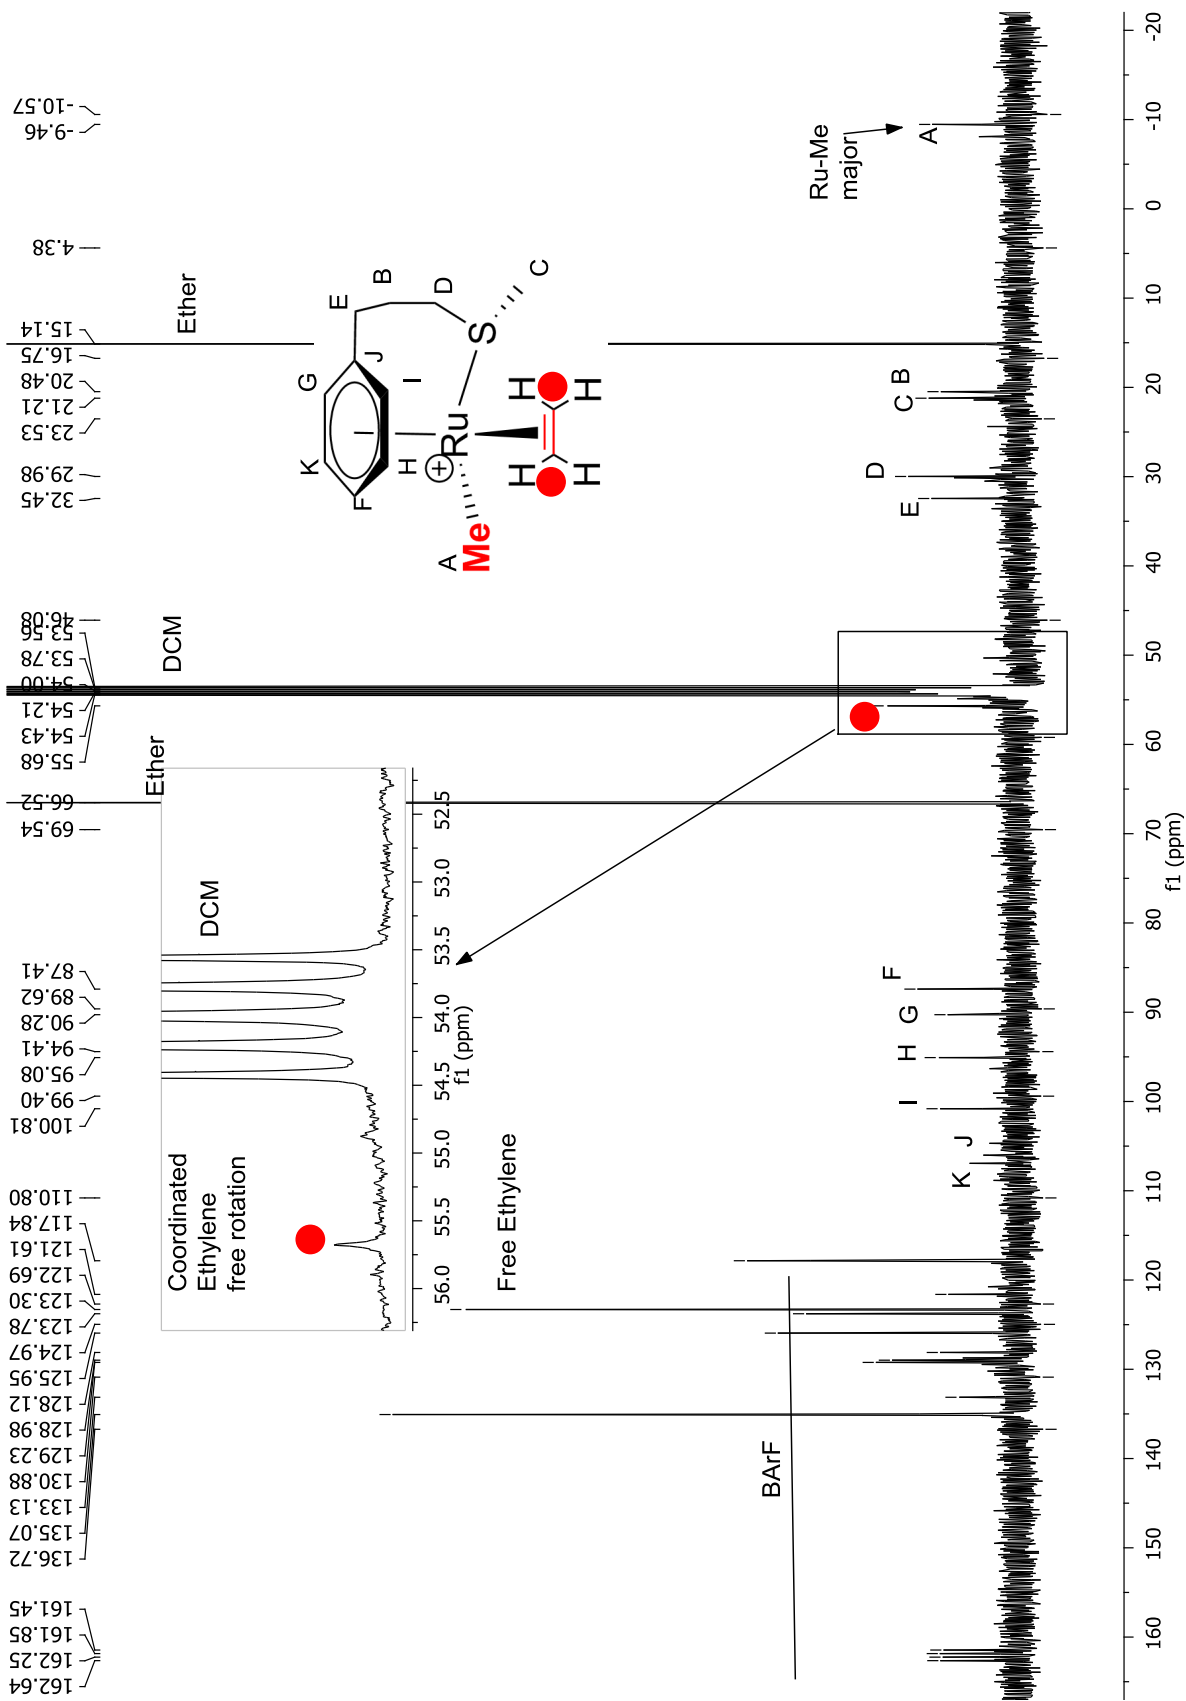 162.64
162.25
161.85
161.45
136.72
135.07
133.13
130.88
129.23
128.98
128.12
125.95
124.97
123.78
123.30
122.69
121.61
117.84
110.80
100.81
99.40
95.08
94.41
90.28
89.62
87.41
69.54
66.52
55.68
54.43
54.21
54.00
53.78
53.56
46.08
32.45
29.98
23.53
21.21
20.48
16.75
15.14
4.38
-9.46
-10.57
Ether
DCM
Ether
Coordinated
Ethylene
free rotation
DCM
56.0
55.5
55.0
54.5
54.0
53.5
53.0
52.5
f1 (ppm)
Free Ethylene
K
G
E
B
F
J
D
H
I
C
Ru
+
S
A
Me
H
H
H
H
BArF
K
J
I
H
G
F
E
D
C
B
Ru-Me
major
A
160
150
140
130
120
110
100
90
80
70
60
50
40
30
20
10
0
-10
-20
f1 (ppm)